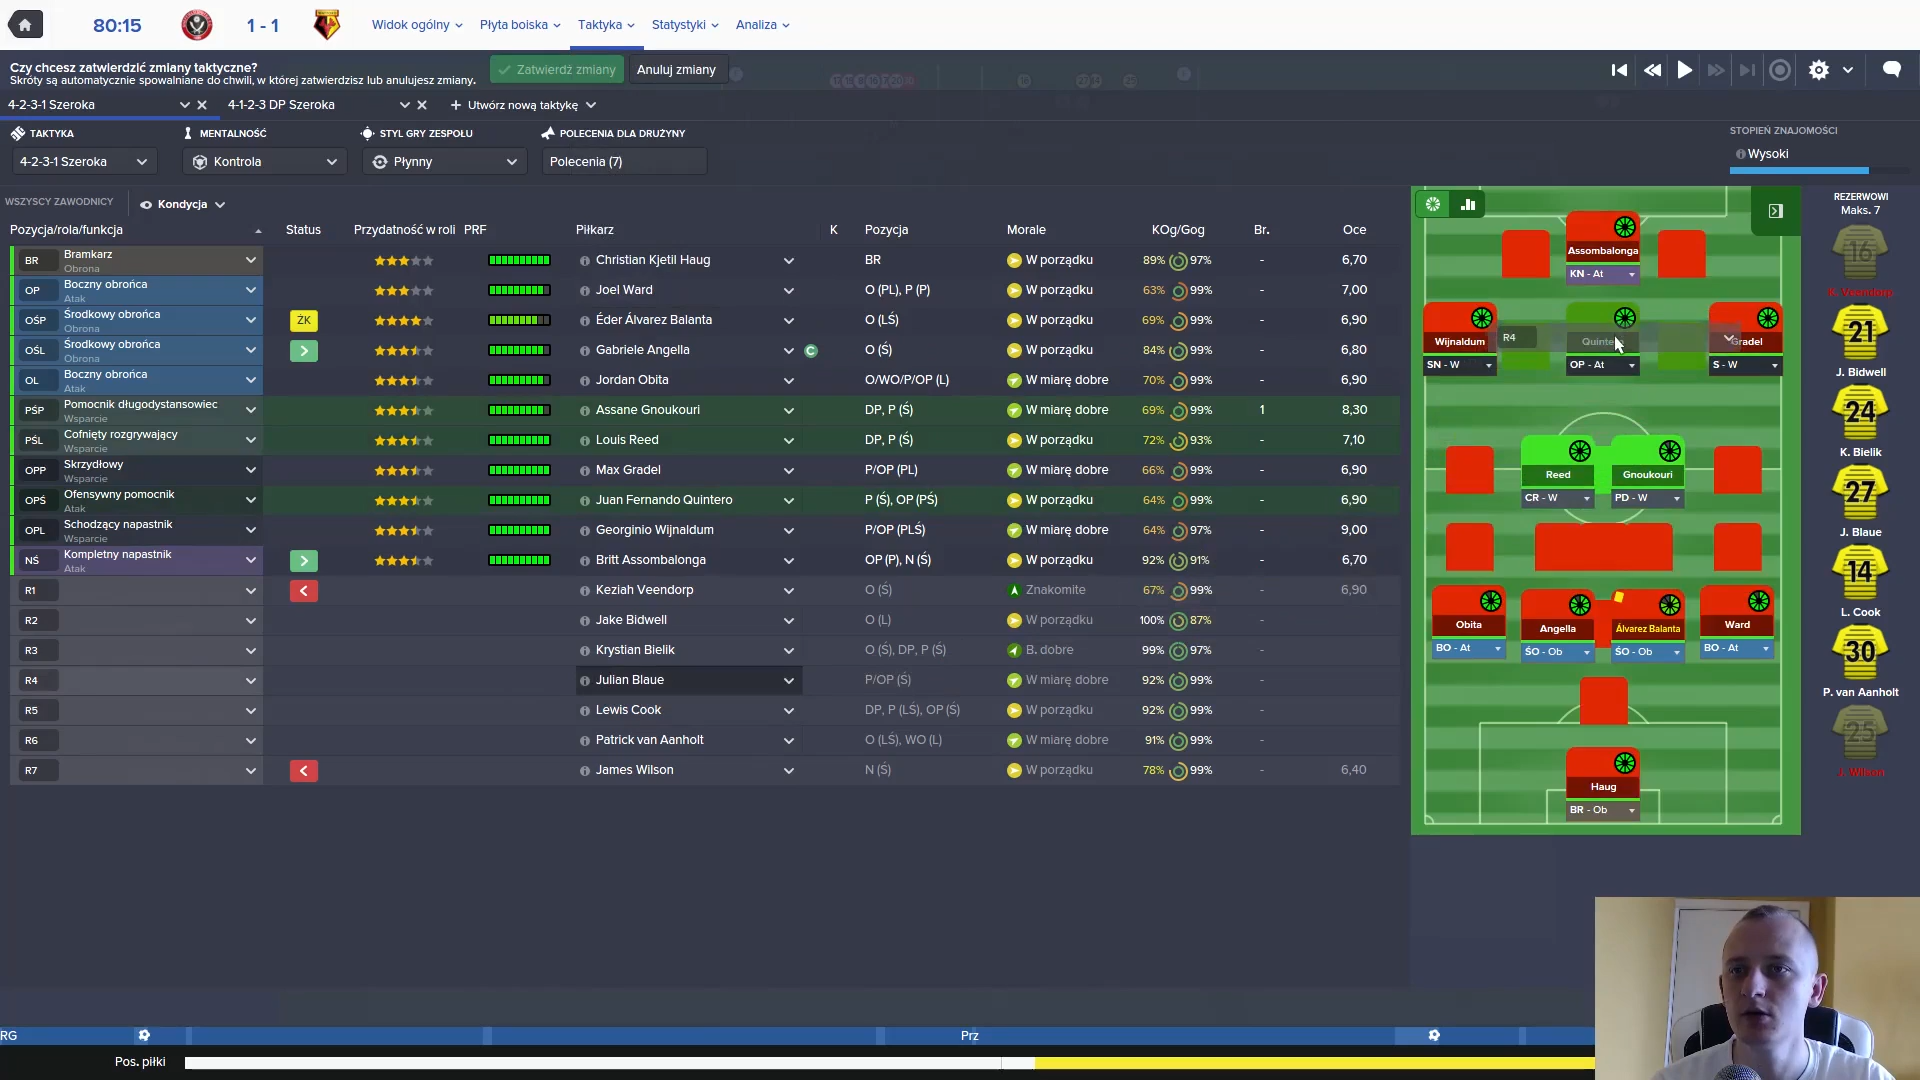 80:15
1 - 1
Widok ogólny
Płyta boiska
Taktyka
Statystyki
Analiza
Czy chcesz zatwierdzić zmiany taktyczne?
Skróty są automatycznie spowalniane do chwili, w której zatwierdzisz lub anulujesz zmiany.
Zatwierdź zmiany
Anuluj zmiany
4-2-3-1 Szeroka
4-1-2-3 DP Szeroka
Utwórz nową taktykę
TAKTYKA
MENTALNOŚĆ
STYL GRY ZESPOŁU
POLECENIA DLA DRUŻYNY
4-2-3-1 Szeroka
Kontrola
Płynny
Polecenia (7)
STOPIEŃ ZNAJOMOŚCI
Wysoki
WSZYSCY ZAWODNICY
Kondycja
Pozycja/rola/funkcja Status Przydatność w roli PRF Piłkarz K Pozycja Morale KOg/Gog Br. Oce
BR Bramkarz Obrona Christian Kjetil Haug BR W porządku 89% 97% - 6,70
OP Boczny obrońca Atak Joel Ward O (PL), P (P) W porządku 63% 99% - 7,00
OŚP Środkowy obrońca Obrona ŻK Éder Álvarez Balanta O (LŚ) W porządku 69% 99% - 6,90
OŚL Środkowy obrońca Obrona Gabriele Angella C O (Ś) W porządku 84% 99% - 6,80
OL Boczny obrońca Atak Jordan Obita O/WO/P/OP (L) W miarę dobre 70% 99% - 6,90
PŚP Pomocnik długodystansowiec Wsparcie Assane Gnoukouri DP, P (Ś) W miarę dobre 69% 99% 1 8,30
PŚL Cofnięty rozgrywający Wsparcie Louis Reed DP, P (Ś) W porządku 72% 93% - 7,10
OPP Skrzydłowy Wsparcie Max Gradel P/OP (PL) W miarę dobre 66% 99% - 6,90
OPŚ Ofensywny pomocnik Atak Juan Fernando Quintero P (Ś), OP (PŚ) W porządku 64% 99% - 6,90
OPL Schodzący napastnik Wsparcie Georginio Wijnaldum P/OP (PLŚ) W miarę dobre 64% 97% - 9,00
NŚ Kompletny napastnik Atak Britt Assombalonga OP (P), N (Ś) W porządku 92% 91% - 6,70
R1 Keziah Veendorp O (Ś) Znakomite 67% 99% 6,90
R2 Jake Bidwell O (L) W porządku 100% 87% -
R3 Krystian Bielik O (Ś), DP, P (Ś) B. dobre 99% 97% -
R4 Julian Blaue P/OP (Ś) W miarę dobre 92% 99% -
R5 Lewis Cook DP, P (LŚ), OP (Ś) W porządku 92% 99% -
R6 Patrick van Aanholt O (LŚ), WO (L) W miarę dobre 91% 99% -
R7 James Wilson N (Ś) W porządku 78% 99% 6,40
Assombalonga
KN - At
Wijnaldum
SN - W
R4
Quinte
OP - At
Gradel
S - W
Reed
CR - W
Gnoukouri
PD - W
Obita
BO - At
Angella
ŚO - Ob
Álvarez Balanta
ŚO - Ob
Ward
BO - At
Haug
BR - Ob
REZERWOWI
Maks. 7
16
K. Veendorp
21
J. Bidwell
24
K. Bielik
27
J. Blaue
14
L. Cook
30
P. van Aanholt
25
J. Wilson
RG
Prz
Pos. piłki